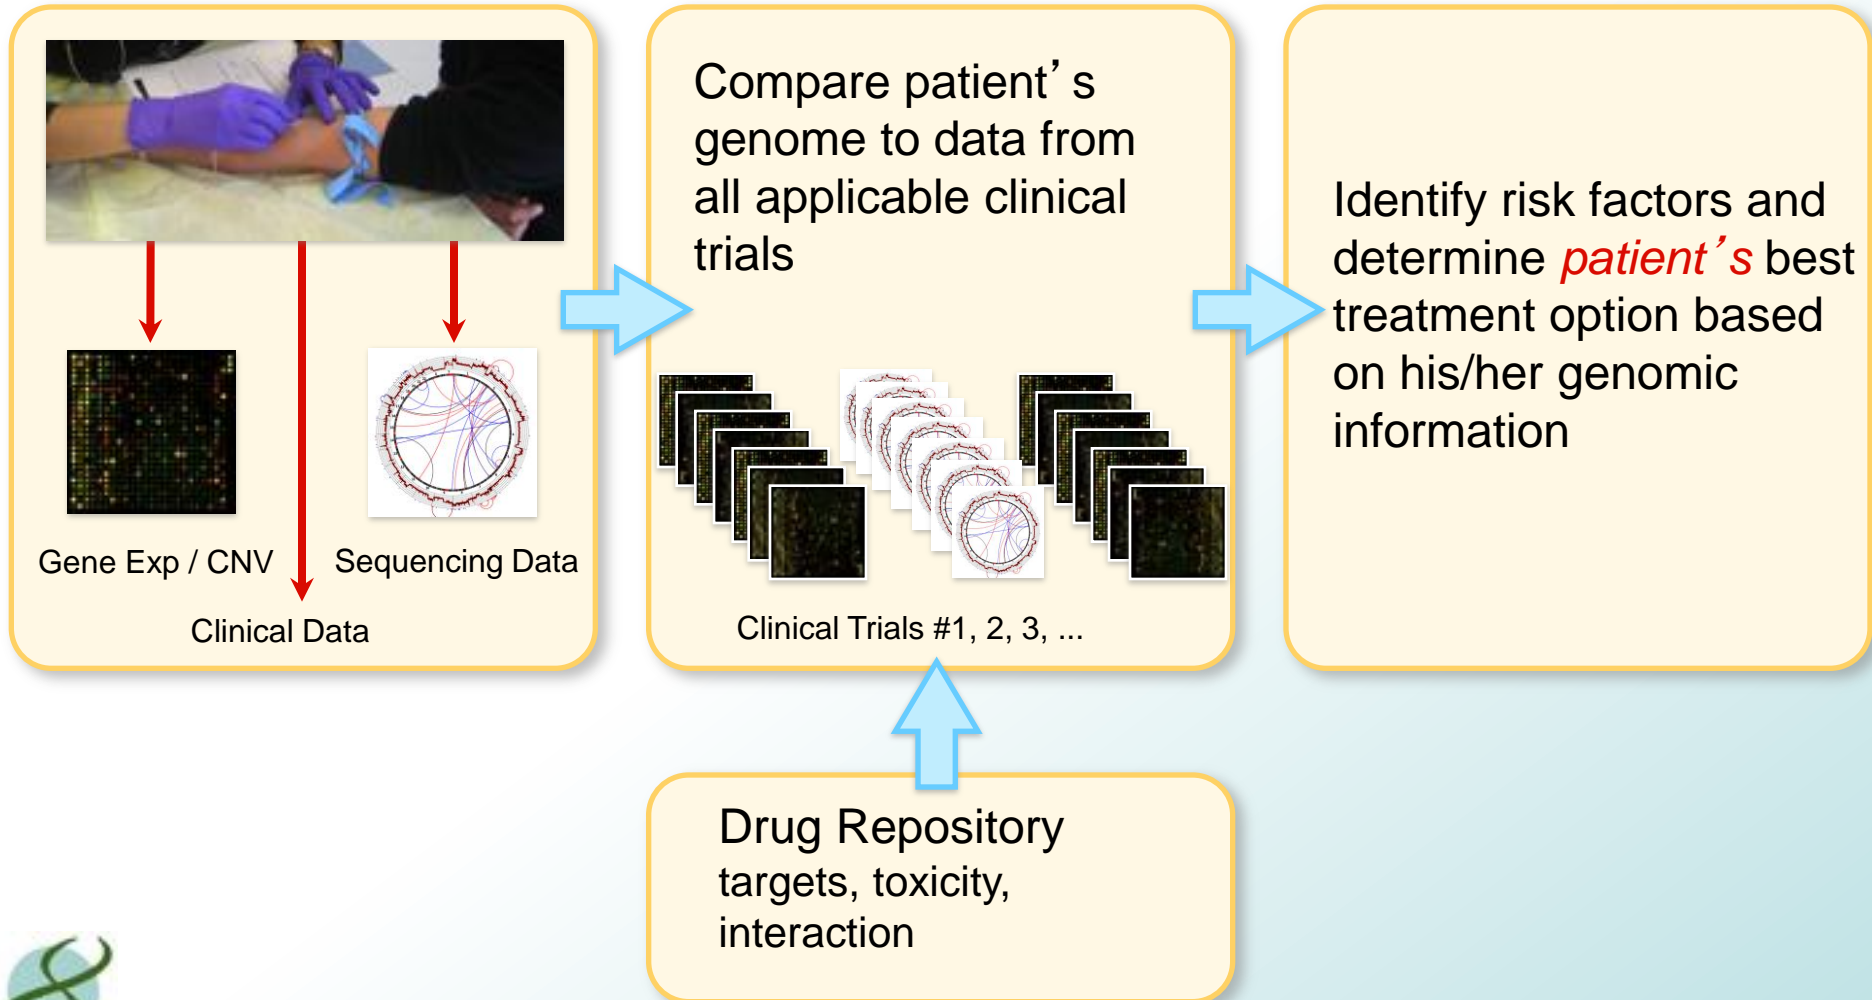 Gene Exp / CNV
Sequencing Data
Clinical Data
Compare patient’s
genome to data from
all applicable clinical
trials
Clinical Trials #1, 2, 3, ...
Identify risk factors and
determine patient’s best
treatment option based
on his/her genomic
information
Drug Repository
targets, toxicity,
interaction